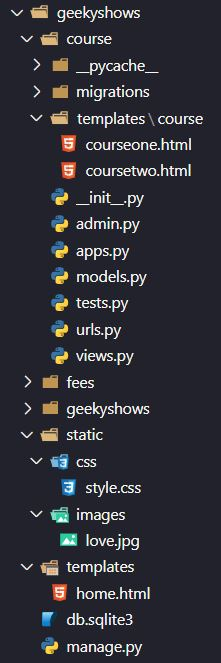 geekyshows
course
__pycache__
migrations
templates \ course
courseone.html
coursetwo.html
__init__.py
admin.py
apps.py
models.py
tests.py
urls.py
views.py
fees
geekyshows
static
css
style.css
images
love.jpg
templates
home.html
db.sqlite3
manage.py